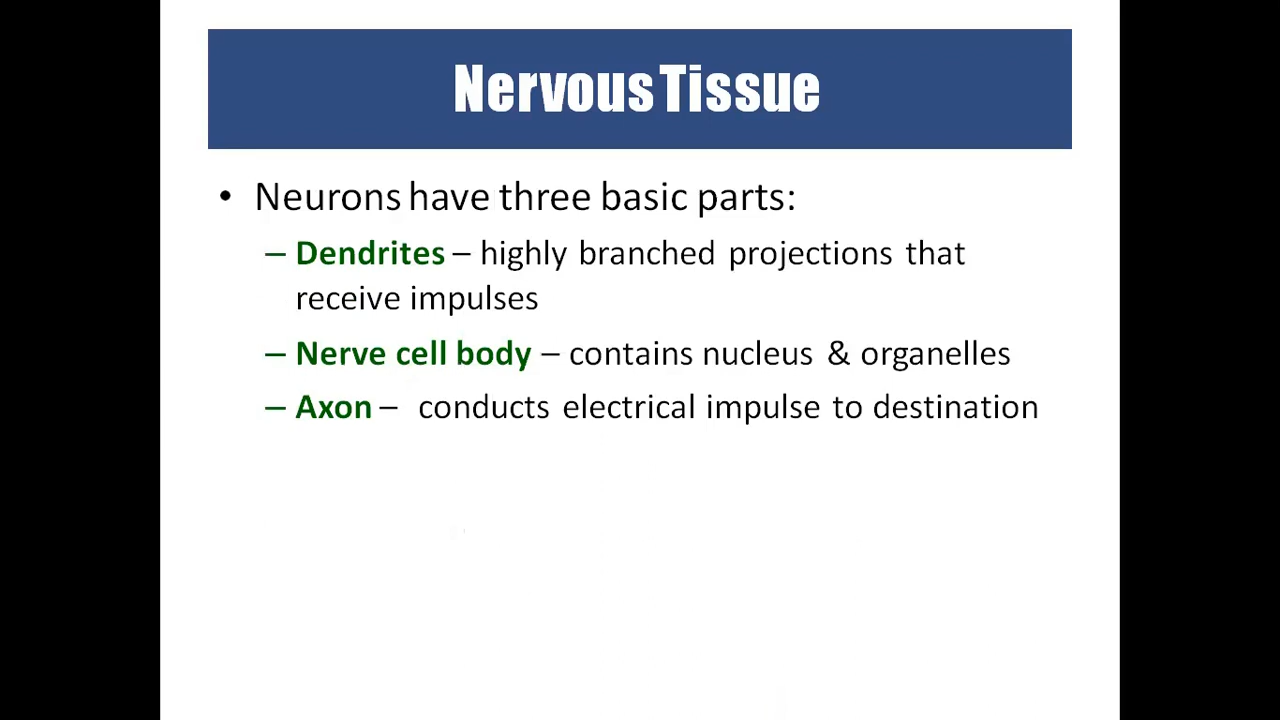 Nervous Tissue
• Neurons have three basic parts:
– Dendrites – highly branched projections that
receive impulses
– Nerve cell body – contains nucleus & organelles
– Axon – conducts electrical impulse to destination